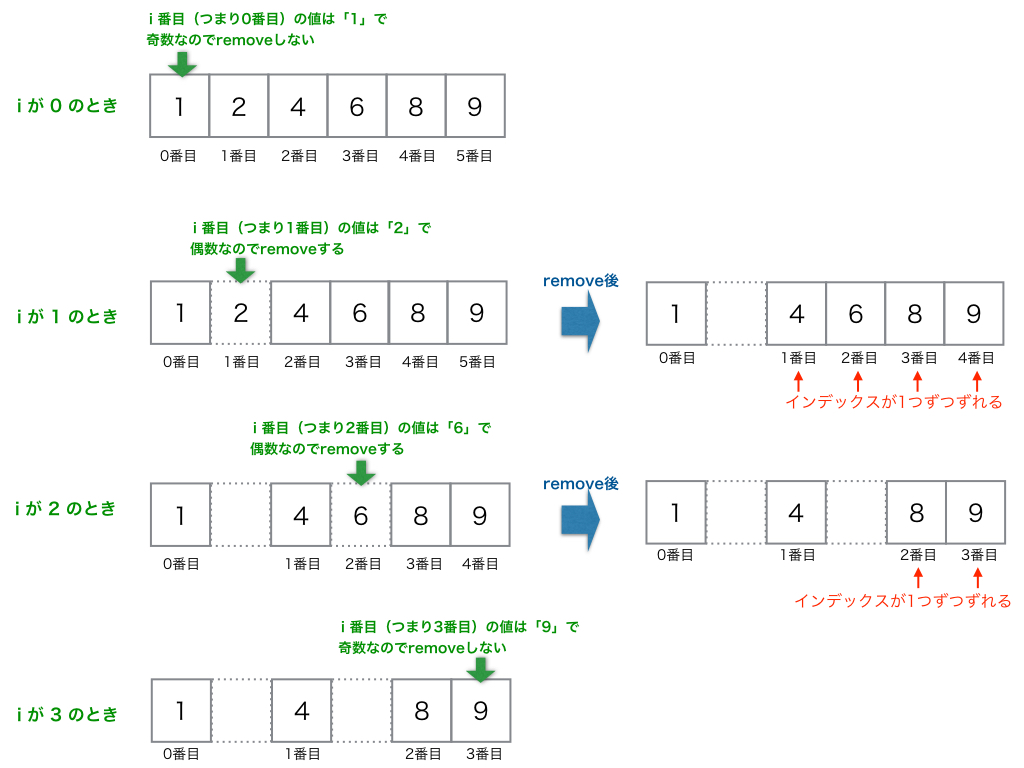 i 番目（つまり0番目）の値は「1」で
奇数なのでremoveしない
i が 0 のとき
1 2 4 6 8 9
0番目 1番目 2番目 3番目 4番目 5番目
i 番目（つまり1番目）の値は「2」で
偶数なのでremoveする
i が 1 のとき
1 2 4 6 8 9
0番目 1番目 2番目 3番目 4番目 5番目
remove後
1 4 6 8 9
0番目 1番目 2番目 3番目 4番目
インデックスが1つずつずれる
i 番目（つまり2番目）の値は「6」で
偶数なのでremoveする
i が 2 のとき
1 4 6 8 9
0番目 1番目 2番目 3番目 4番目
remove後
1 4 8 9
0番目 1番目 2番目 3番目
インデックスが1つずつずれる
i 番目（つまり3番目）の値は「9」で
奇数なのでremoveしない
i が 3 のとき
1 4 8 9
0番目 1番目 2番目 3番目